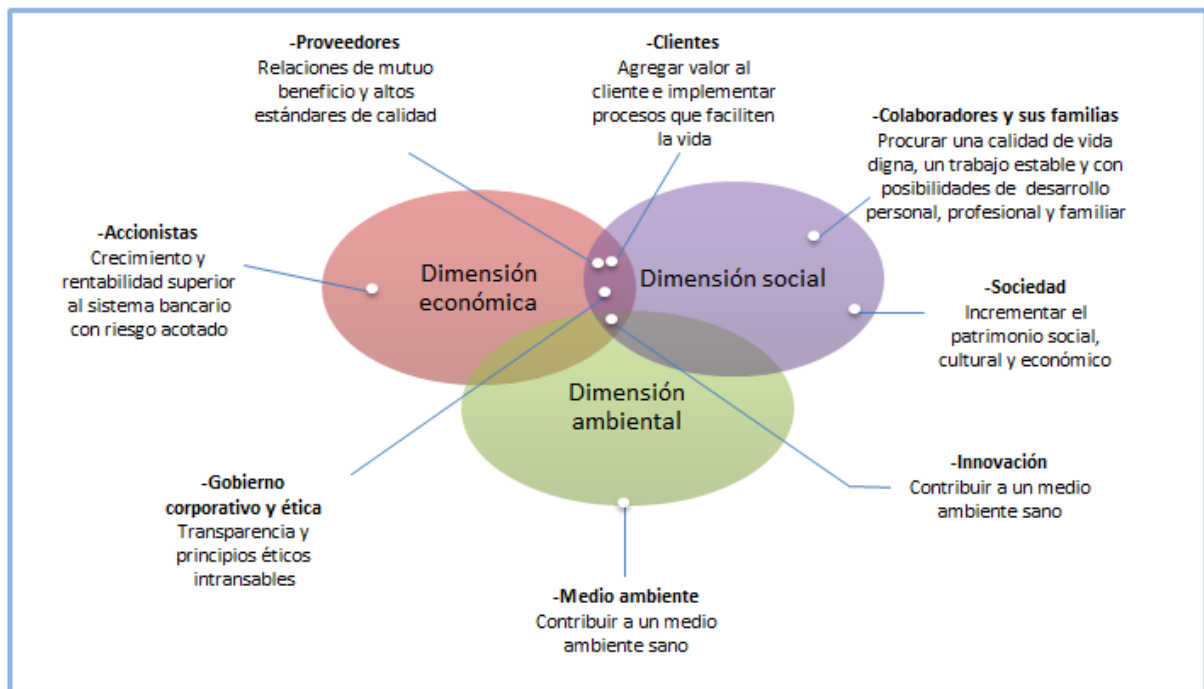 -Proveedores
Relaciones de mutuo
beneficio y altos
estándares de calidad
-Clientes
Agregar valor al
cliente e implementar
procesos que faciliten
la vida
-Colaboradores y sus familias
Procurar una calidad de vida
digna, un trabajo estable y con
posibilidades de desarrollo
personal, profesional y familiar
-Accionistas
Crecimiento y
rentabilidad superior
al sistema bancario
con riesgo acotado
Dimensión
económica
Dimensión social
-Sociedad
Incrementar el
patrimonio social,
cultural y económico
Dimensión
ambiental
-Gobierno
corporativo y ética
Transparencia y
principios éticos
intransables
-Innovación
Contribuir a un medio
ambiente sano
-Medio ambiente
Contribuir a un medio
ambiente sano